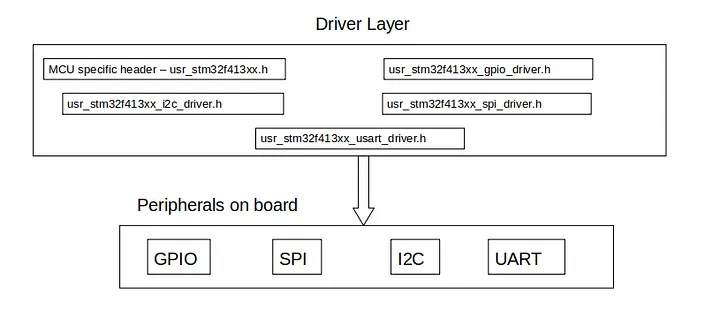 Driver Layer
MCU specific header – usr_stm32f413xx.h
usr_stm32f413xx_gpio_driver.h
usr_stm32f413xx_i2c_driver.h
usr_stm32f413xx_spi_driver.h
usr_stm32f413xx_usart_driver.h
Peripherals on board
GPIO
SPI
I2C
UART